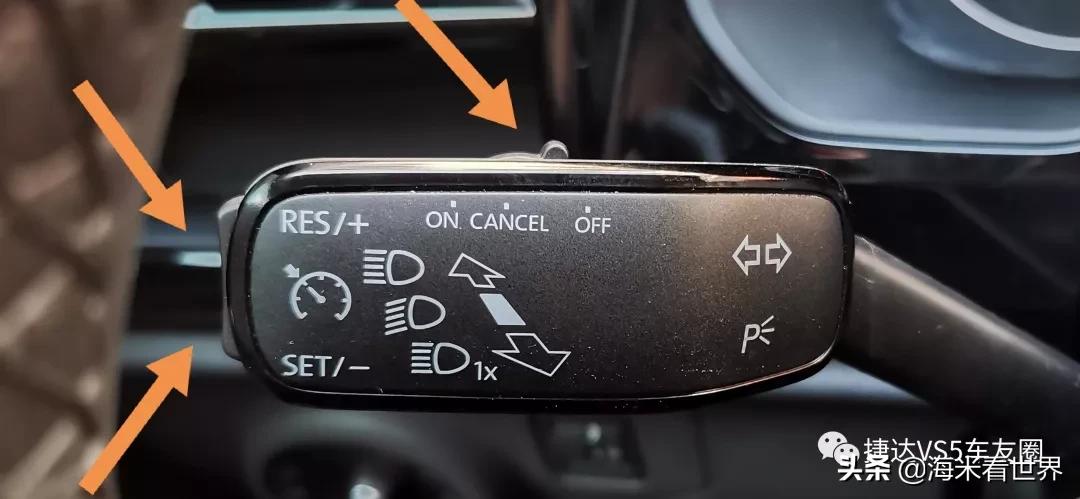 RES/+
ON CANCEL OFF
SET/−
1x
P
捷达VS5车友圈
头条 @海米看世界